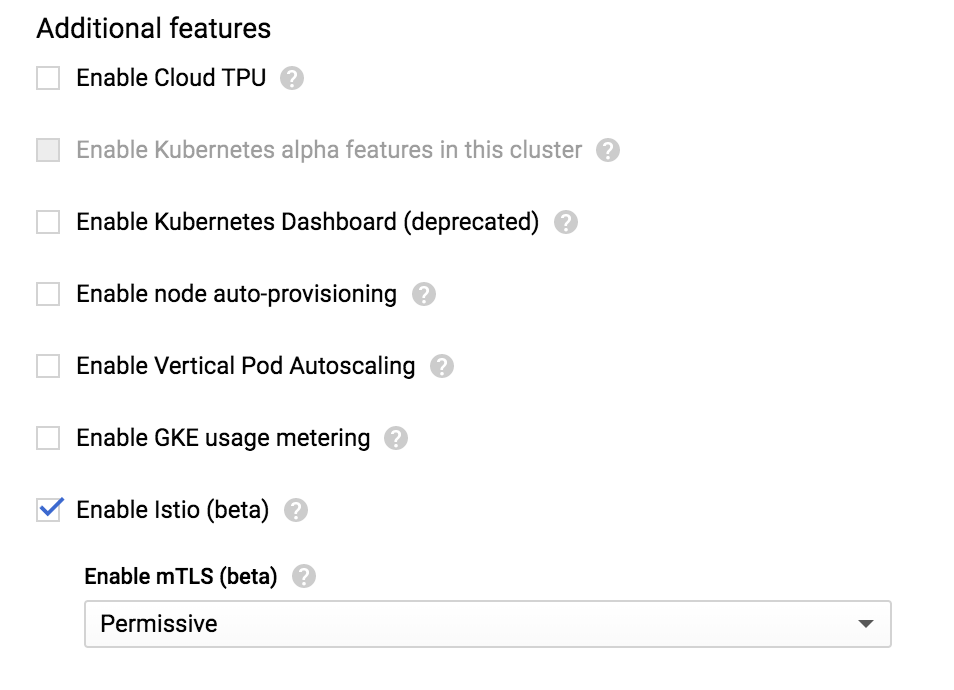 Additional features
Enable Cloud TPU ?
Enable Kubernetes alpha features in this cluster ?
Enable Kubernetes Dashboard (deprecated) ?
Enable node auto-provisioning ?
Enable Vertical Pod Autoscaling ?
Enable GKE usage metering ?
Enable Istio (beta) ?
Enable mTLS (beta) ?
Permissive